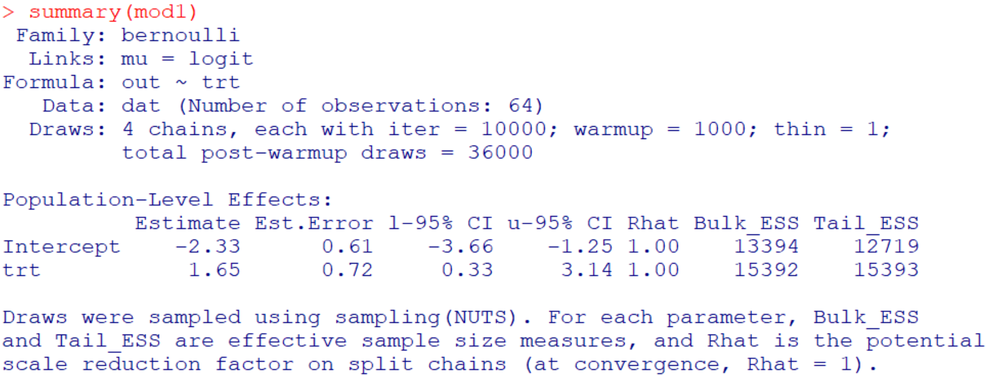 > summary(mod1)
 Family: bernoulli
  Links: mu = logit
Formula: out ~ trt
   Data: dat (Number of observations: 64)
  Draws: 4 chains, each with iter = 10000; warmup = 1000; thin = 1;
         total post-warmup draws = 36000

Population-Level Effects:
          Estimate Est.Error l-95% CI u-95% CI Rhat Bulk_ESS Tail_ESS
Intercept    -2.33      0.61    -3.66    -1.25 1.00    13394    12719
trt           1.65      0.72     0.33     3.14 1.00    15392    15393

Draws were sampled using sampling(NUTS). For each parameter, Bulk_ESS
and Tail_ESS are effective sample size measures, and Rhat is the potential
scale reduction factor on split chains (at convergence, Rhat = 1).